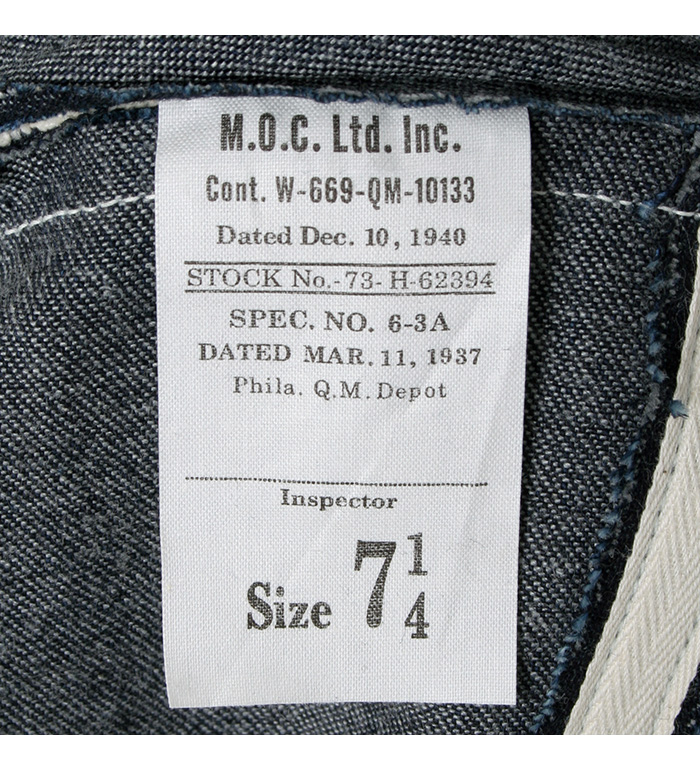 M.O.C. Ltd. Inc.
Cont. W-669-QM-10133
Dated Dec. 10, 1940
STOCK No.-73-H-62394
SPEC. NO. 6-3A
DATED MAR. 11, 1937
Phila. Q.M. Depot
Inspector
Size 7 1/4